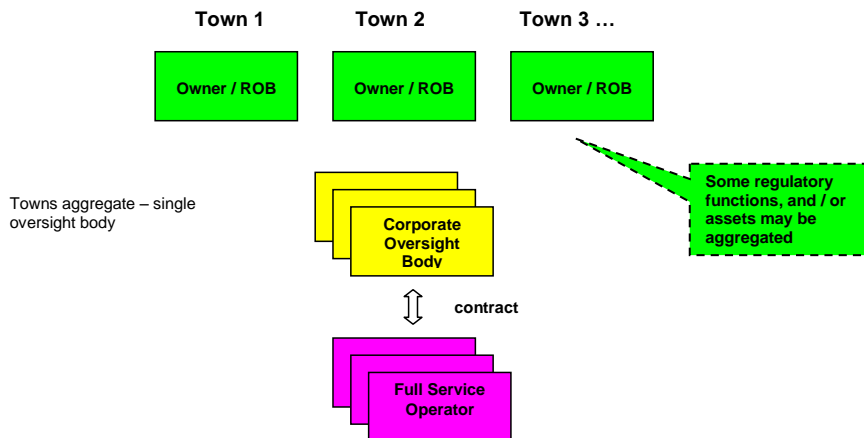 Town 1 Town 2 Town 3 ...
Owner / ROB Owner / ROB Owner / ROB
Some regulatory
functions, and / or
assets may be
aggregated
Towns aggregate – single
oversight body
Corporate
Oversight
Body
contract
Full Service
Operator